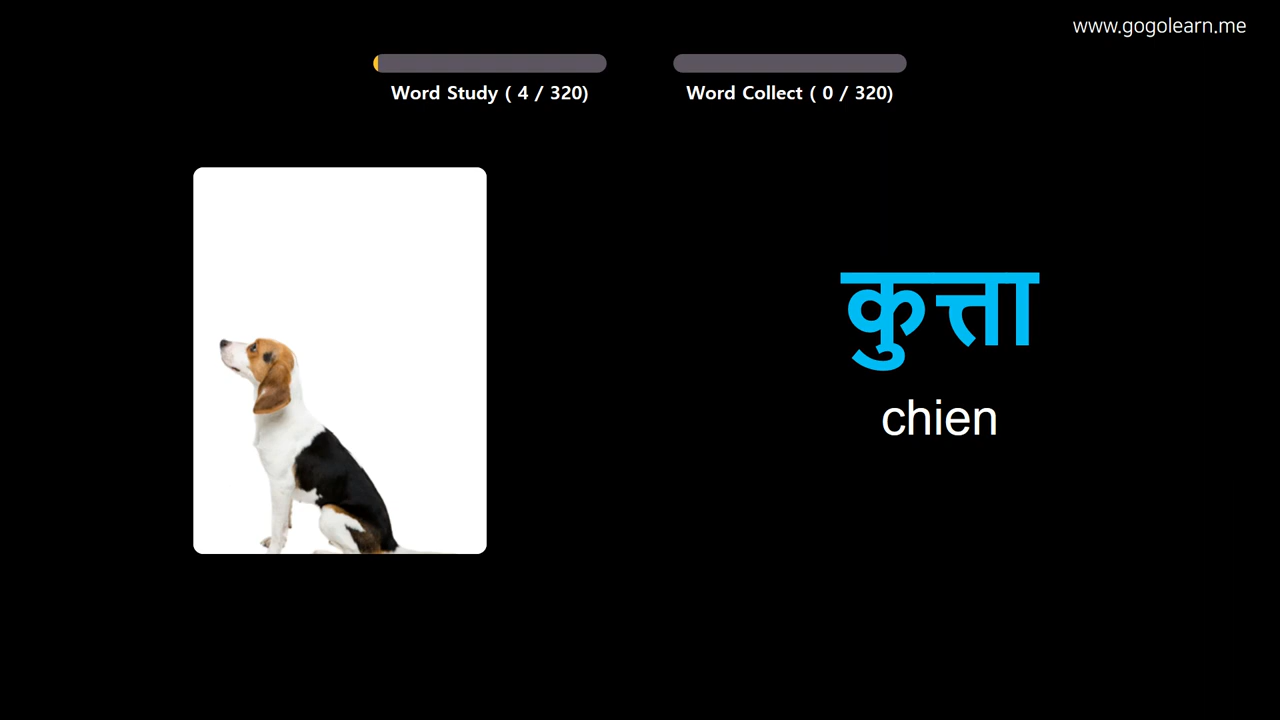 www.gogolearn.me
Word Study ( 4 / 320)
Word Collect ( 0 / 320)
कुत्ता
chien